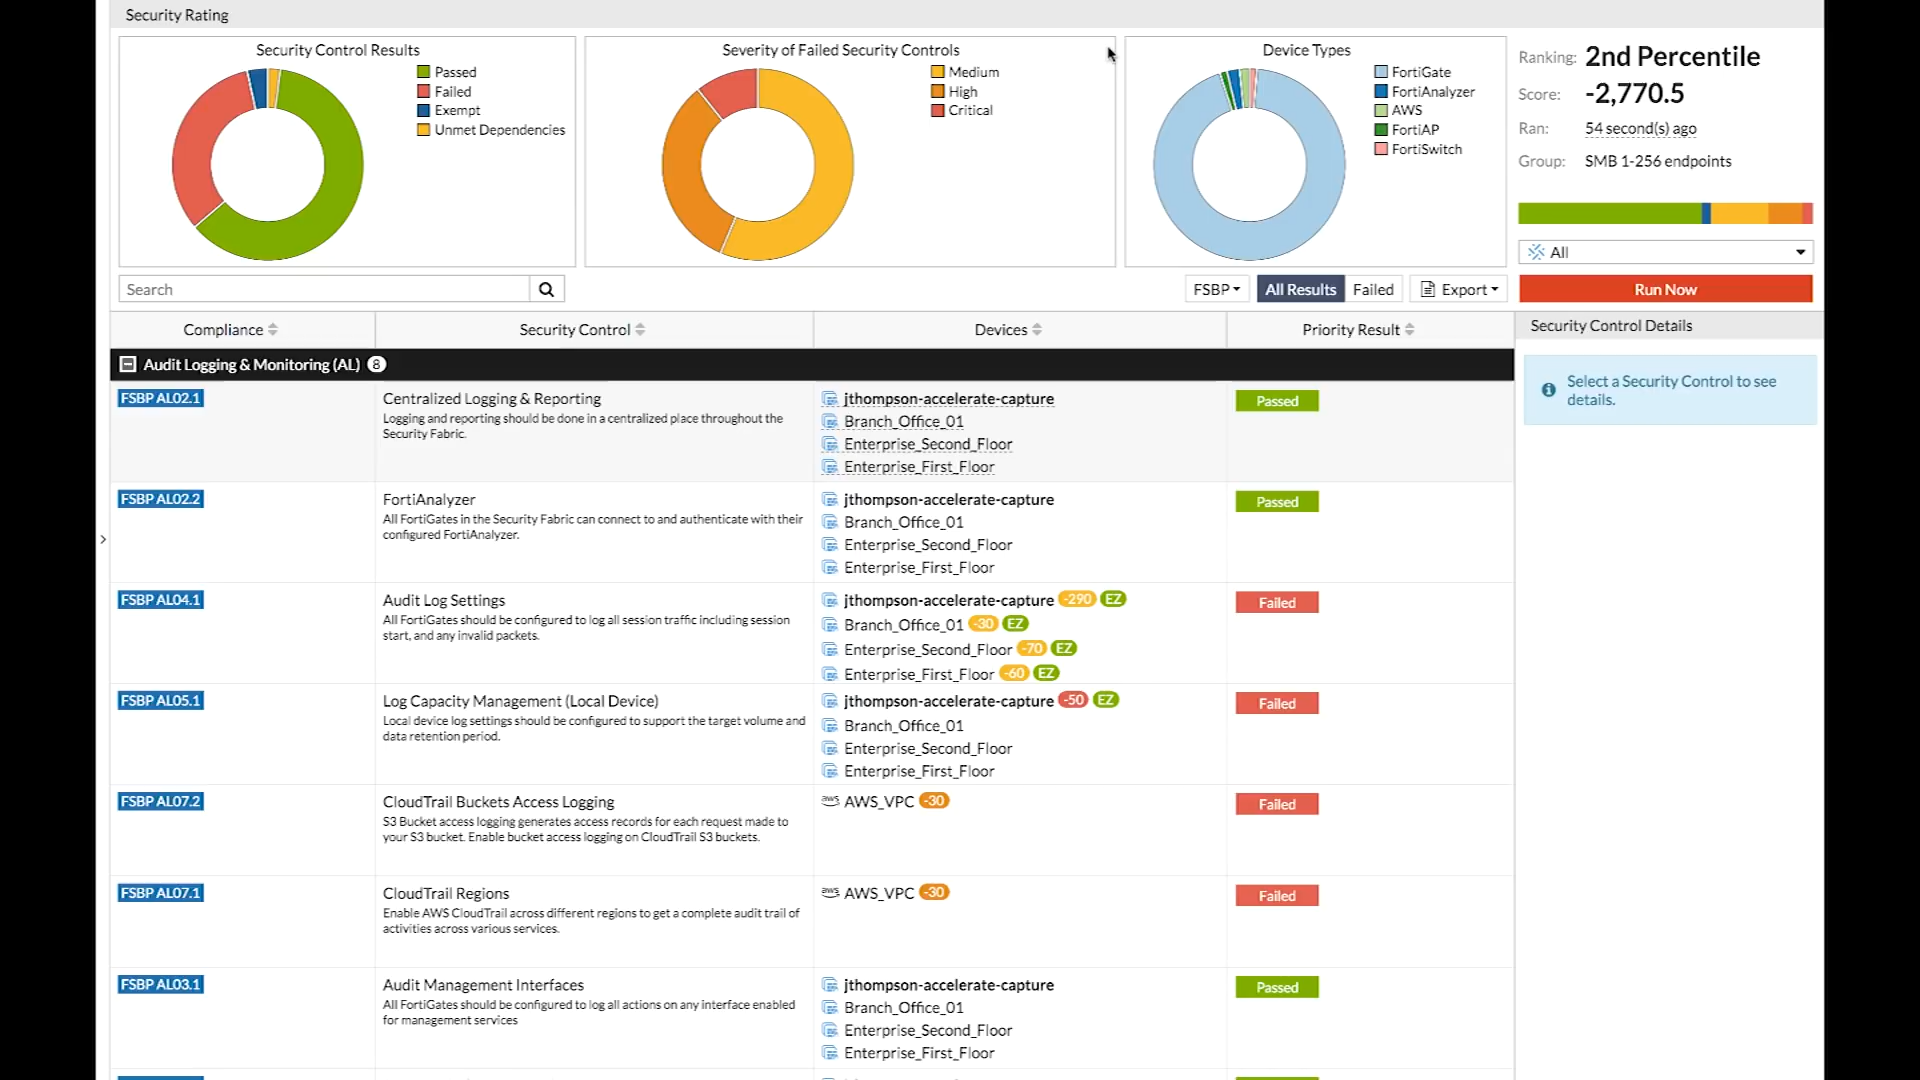 Security Rating
Security Control Results
Passed
Failed
Exempt
Unmet Dependencies
Severity of Failed Security Controls
Medium
High
Critical
Device Types
FortiGate
FortiAnalyzer
AWS
FortiAP
FortiSwitch
Ranking: 2nd Percentile
Score: -2,770.5
Ran: 54 second(s) ago
Group: SMB 1-256 endpoints
All
Search
FSBP
All Results
Failed
Export
Run Now
Compliance
Security Control
Devices
Priority Result
Security Control Details
Select a Security Control to see
details.
Audit Logging & Monitoring (AL) 8
FSBP AL02.1
Centralized Logging & Reporting
Logging and reporting should be done in a centralized place throughout the
Security Fabric.
jthompson-accelerate-capture
Branch_Office_01
Enterprise_Second_Floor
Enterprise_First_Floor
Passed
FSBP AL02.2
FortiAnalyzer
All FortiGates in the Security Fabric can connect to and authenticate with their
configured FortiAnalyzer.
jthompson-accelerate-capture
Branch_Office_01
Enterprise_Second_Floor
Enterprise_First_Floor
Passed
FSBP AL04.1
Audit Log Settings
All FortiGates should be configured to log all session traffic including session
start, and any invalid packets.
jthompson-accelerate-capture -290 EZ
Branch_Office_01 -30 EZ
Enterprise_Second_Floor -70 EZ
Enterprise_First_Floor -60 EZ
Failed
FSBP AL05.1
Log Capacity Management (Local Device)
Local device log settings should be configured to support the target volume and
data retention period.
jthompson-accelerate-capture -50 EZ
Branch_Office_01
Enterprise_Second_Floor
Enterprise_First_Floor
Failed
FSBP AL07.2
CloudTrail Buckets Access Logging
S3 Bucket access logging generates access records for each request made to
your S3 bucket. Enable bucket access logging on CloudTrail S3 buckets.
aws AWS_VPC -30
Failed
FSBP AL07.1
CloudTrail Regions
Enable AWS CloudTrail across different regions to get a complete audit trail of
activities across various services.
aws AWS_VPC -30
Failed
FSBP AL03.1
Audit Management Interfaces
All FortiGates should be configured to log all actions on any interface enabled
for management services
jthompson-accelerate-capture
Branch_Office_01
Enterprise_Second_Floor
Enterprise_First_Floor
Passed